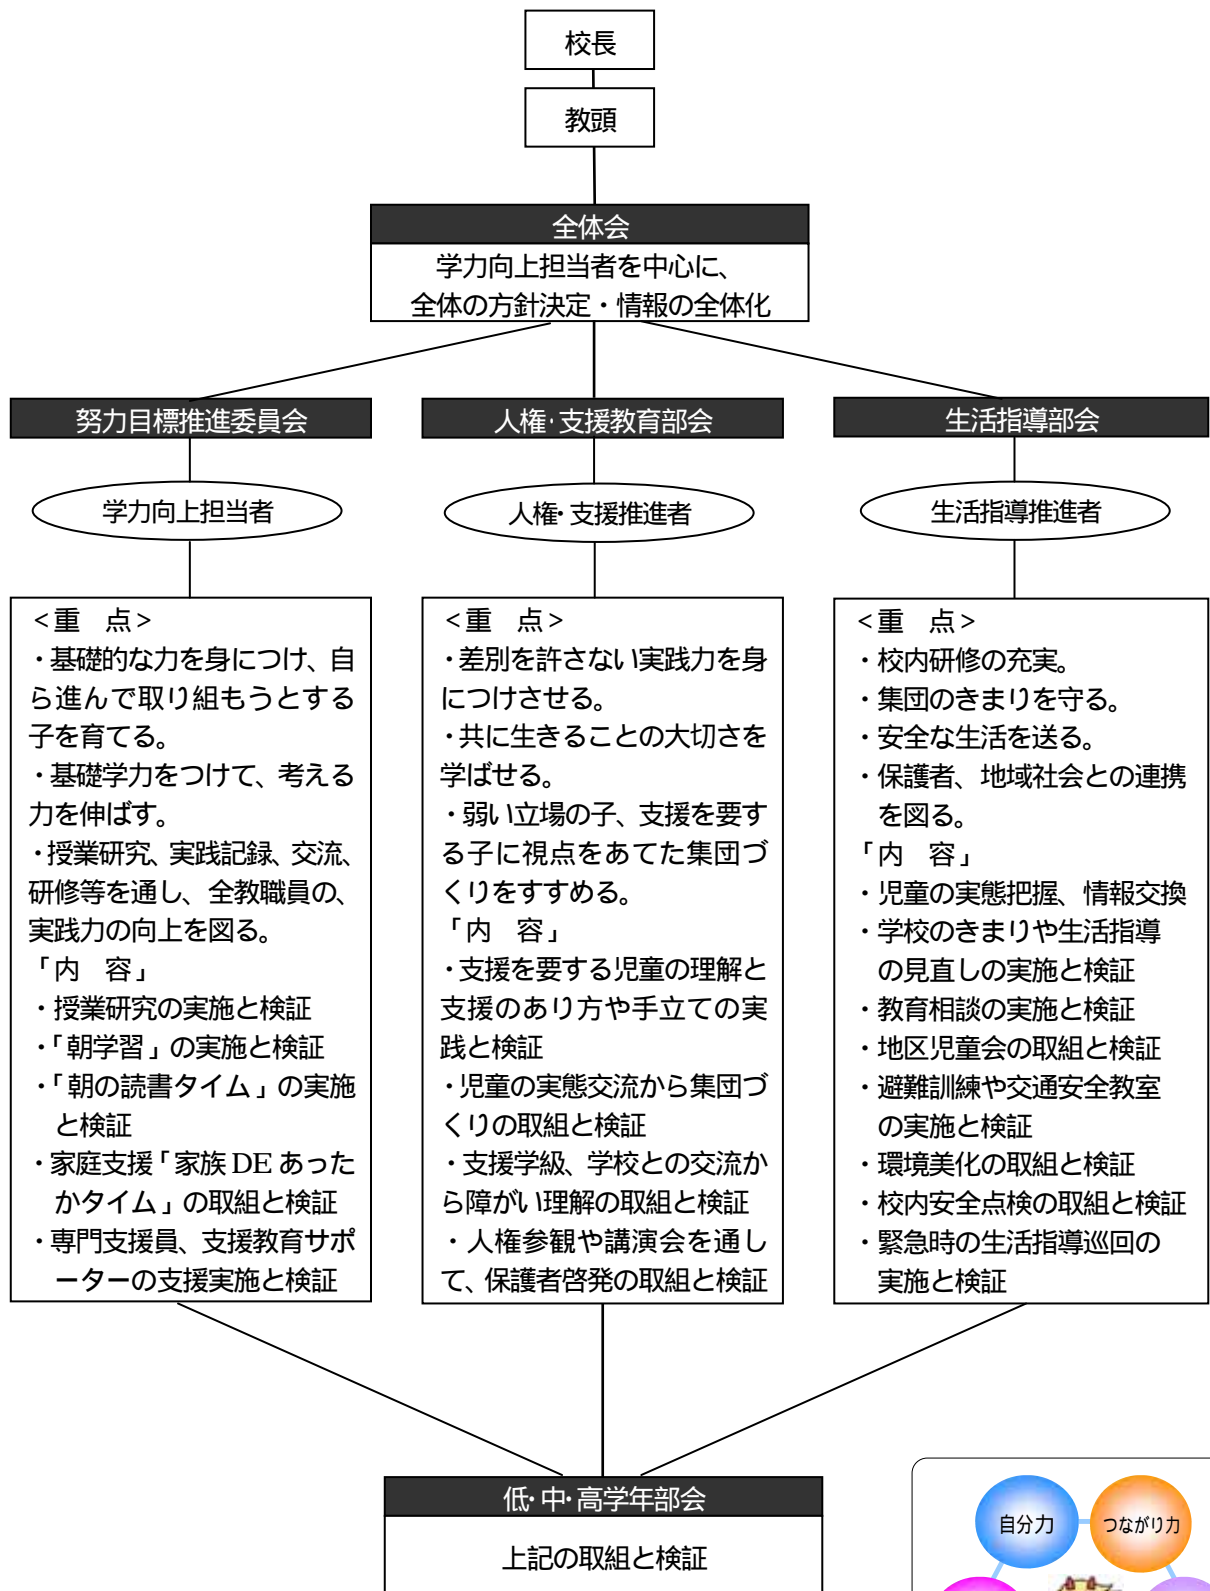 校長
教頭
全体会
学力向上担当者を中心に、
全体の方針決定・情報の全体化
努力目標推進委員会
学力向上担当者
<重　点>
・基礎的な力を身につけ、自
ら進んで取り組もうとする
子を育てる。
・基礎学力をつけて、考える
力を伸ばす。
・授業研究、実践記録、交流、
研修等を通し、全教職員の、
実践力の向上を図る。
「内　容」
・授業研究の実施と検証
・「朝学習」の実施と検証
・「朝の読書タイム」の実施
と検証
・家庭支援「家族 DE あった
かタイム」の取組と検証
・専門支援員、支援教育サポ
ーターの支援実施と検証
人権・支援教育部会
人権・支援推進者
<重　点>
・差別を許さない実践力を身
につけさせる。
・共に生きることの大切さを
学ばせる。
・弱い立場の子、支援を要す
る子に視点をあてた集団づ
くりをすすめる。
「内　容」
・支援を要する児童の理解と
支援のあり方や手立ての実
践と検証
・児童の実態交流から集団づ
くりの取組と検証
・支援学級、学校との交流か
ら障がい理解の取組と検証
・人権参観や講演会を通し
て、保護者啓発の取組と検証
生活指導部会
生活指導推進者
<重　点>
・校内研修の充実。
・集団のきまりを守る。
・安全な生活を送る。
・保護者、地域社会との連携
を図る。
「内　容」
・児童の実態把握、情報交換
・学校のきまりや生活指導
の見直しの実施と検証
・教育相談の実施と検証
・地区児童会の取組と検証
・避難訓練や交通安全教室
の実施と検証
・環境美化の取組と検証
・校内安全点検の取組と検証
・緊急時の生活指導巡回の
実施と検証
低・中・高学年部会
上記の取組と検証
自分力
つながり力